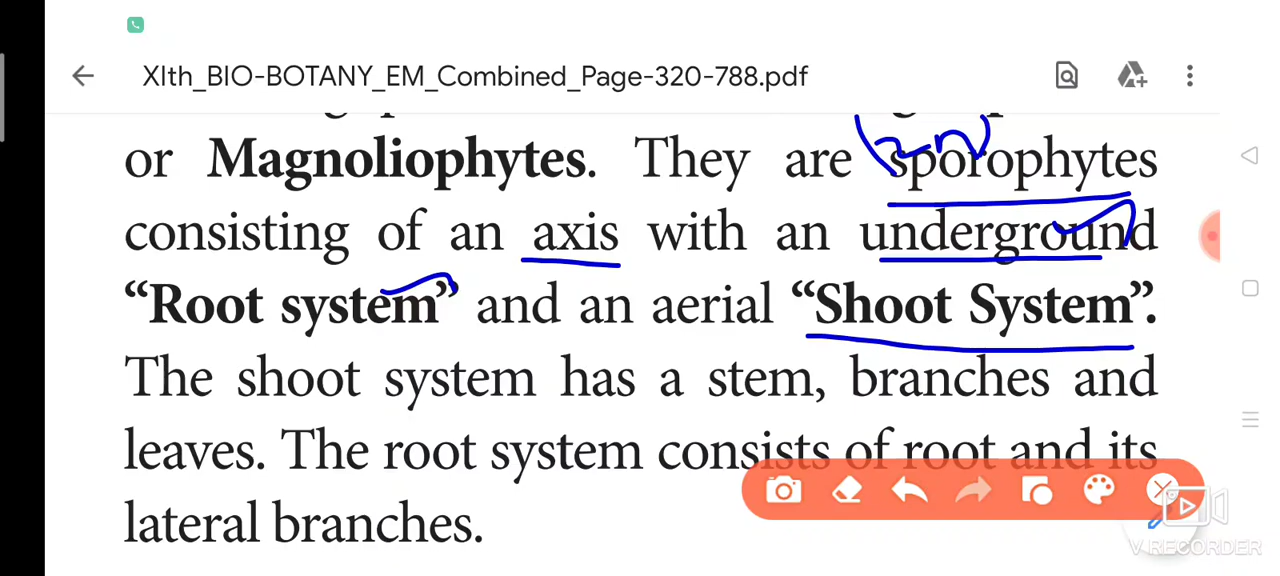 XIth_BIO-BOTANY_EM_Combined_Page-320-788.pdf
(2n)
or Magnoliophytes. They are sporophytes
consisting of an axis with an underground
“Root system” and an aerial “Shoot System”.
The shoot system has a stem, branches and
leaves. The root system consists of root and its
lateral branches.
V RECORDER